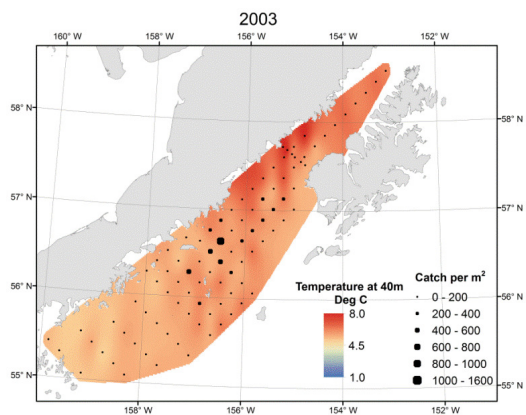 2003
160° W
158° W
156° W
154° W
152° W
58° N
58° N
57° N
57° N
56° N
56° N
55° N
55° N
Temperature at 40m
Deg C
8.0
4.5
1.0
Catch per m²
0 - 200
200 - 400
400 - 600
600 - 800
800 - 1000
1000 - 1600
158° W
156° W
154° W
152° W